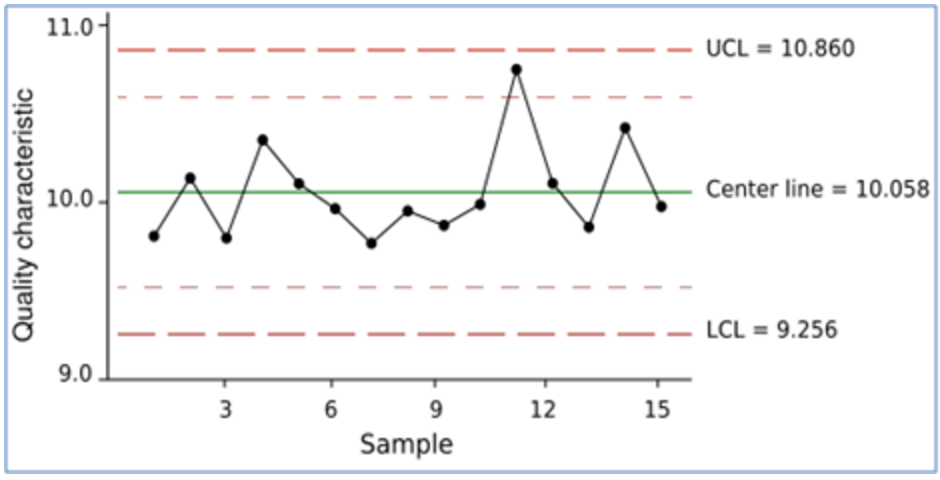 11.0
UCL = 10.860
Quality characteristic
10.0
Center line = 10.058
LCL = 9.256
9.0
3 6 9 12 15
Sample